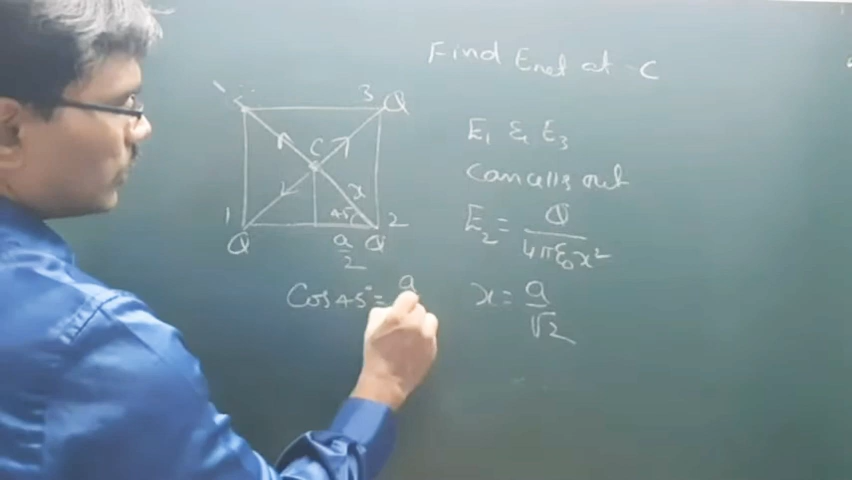 Find Enet at C
3 Q
C
x
45°
1
2
Q
a/2
Q
E1 & E3
Cancells out
E2 = Q/4πε0x²
Cos 45° = a
x = a/√2